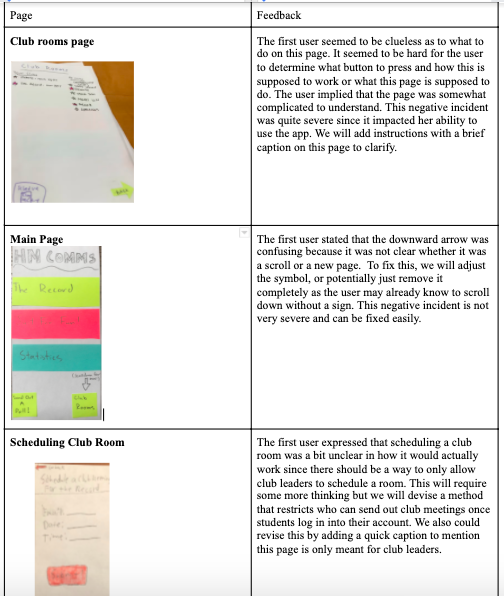 Page
Feedback
Club rooms page
The first user seemed to be clueless as to what to
do on this page. It seemed to be hard for the user
to determine what button to press and how this is
supposed to work or what this page is supposed to
do. The user implied that the page was somewhat
complicated to understand. This negative incident
was quite severe since it impacted her ability to
use the app. We will add instructions with a brief
caption on this page to clarify.
Club Rooms
Main Page
The first user stated that the downward arrow was
confusing because it was not clear whether it was
a scroll or a new page.  To fix this, we will adjust
the symbol, or potentially just remove it
completely as the user may already know to scroll
down without a sign. This negative incident is not
very severe and can be fixed easily.
HM COMMS
The Record
Statistics
Send Out
A
Poll!
Club
Rooms
Scheduling Club Room
The first user expressed that scheduling a club
room was a bit unclear in how it would actually
work since there should be a way to only allow
club leaders to schedule a room. This will require
some more thinking but we will devise a method
that restricts who can send out club meetings once
students log in into their account. We also could
revise this by adding a quick caption to mention
this page is only meant for club leaders.
for the Record
Date:
Time: